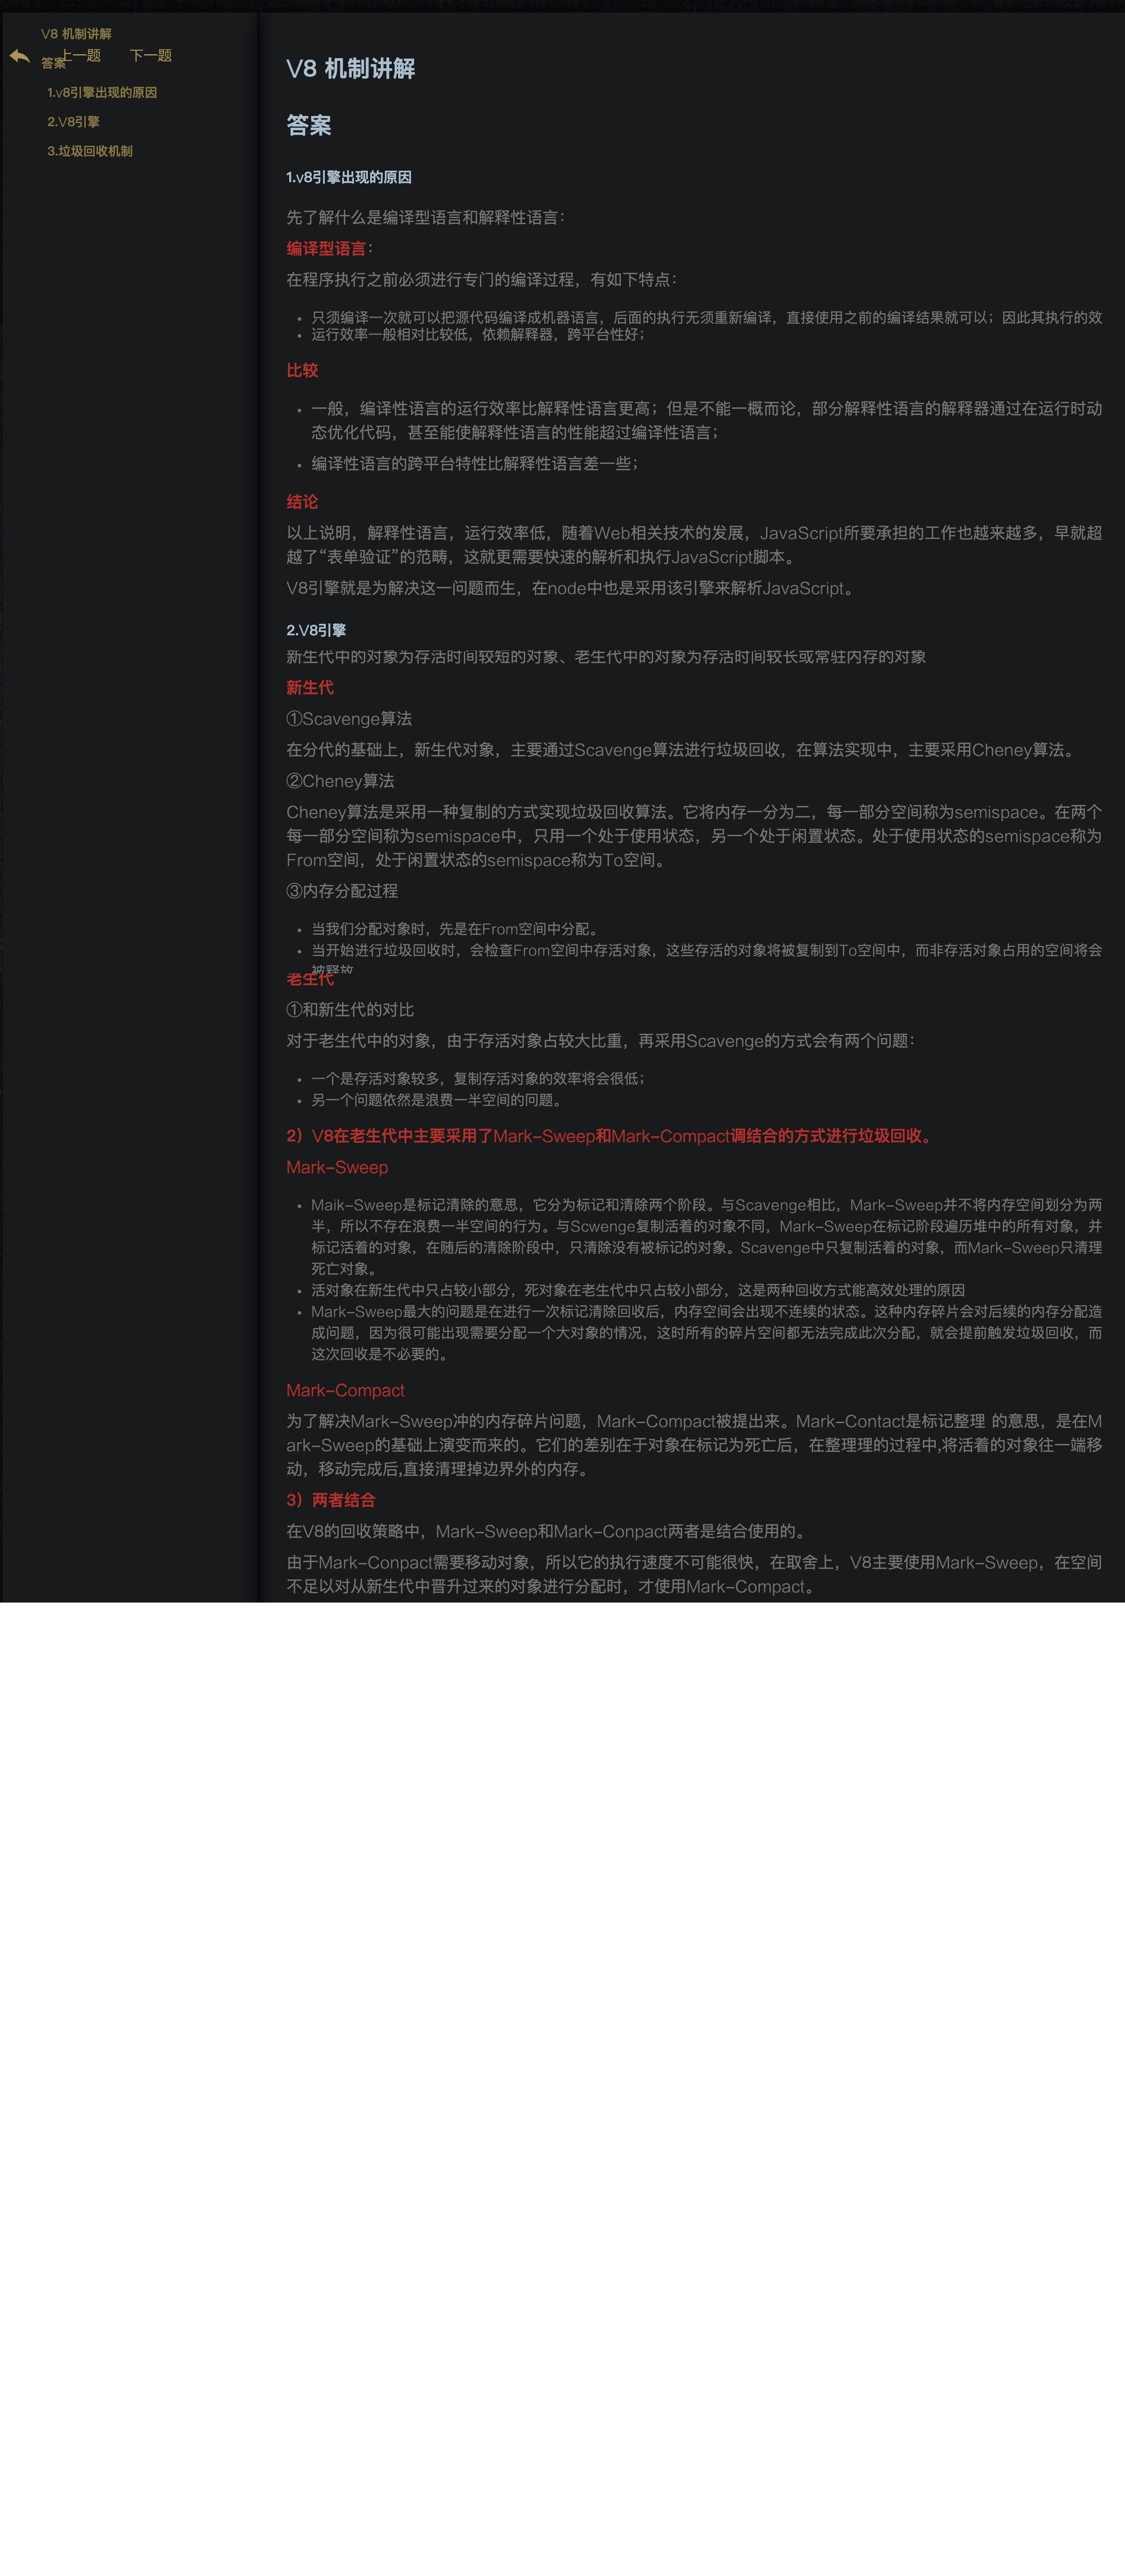 V8 机制讲解
上一题
下一题
答案
1.v8引擎出现的原因
2.V8引擎
3.垃圾回收机制
V8 机制讲解
答案
1.v8引擎出现的原因
先了解什么是编译型语言和解释性语言：
编译型语言：
在程序执行之前必须进行专门的编译过程，有如下特点：
• 只须编译一次就可以把源代码编译成机器语言，后面的执行无须重新编译，直接使用之前的编译结果就可以；因此其执行的效
• 运行效率一般相对比较低，依赖解释器，跨平台性好；
比较
• 一般，编译性语言的运行效率比解释性语言更高；但是不能一概而论，部分解释性语言的解释器通过在运行时动
态优化代码，甚至能使解释性语言的性能超过编译性语言；
• 编译性语言的跨平台特性比解释性语言差一些；
结论
以上说明，解释性语言，运行效率低，随着Web相关技术的发展，JavaScript所要承担的工作也越来越多，早就超
越了“表单验证”的范畴，这就更需要快速的解析和执行JavaScript脚本。
V8引擎就是为解决这一问题而生，在node中也是采用该引擎来解析JavaScript。
2.V8引擎
新生代中的对象为存活时间较短的对象、老生代中的对象为存活时间较长或常驻内存的对象
新生代
①Scavenge算法
在分代的基础上，新生代对象，主要通过Scavenge算法进行垃圾回收，在算法实现中，主要采用Cheney算法。
②Cheney算法
Cheney算法是采用一种复制的方式实现垃圾回收算法。它将内存一分为二，每一部分空间称为semispace。在两个
每一部分空间称为semispace中，只用一个处于使用状态，另一个处于闲置状态。处于使用状态的semispace称为
From空间，处于闲置状态的semispace称为To空间。
③内存分配过程
• 当我们分配对象时，先是在From空间中分配。
• 当开始进行垃圾回收时，会检查From空间中存活对象，这些存活的对象将被复制到To空间中，而非存活对象占用的空间将会
被释放
老生代
①和新生代的对比
对于老生代中的对象，由于存活对象占较大比重，再采用Scavenge的方式会有两个问题：
• 一个是存活对象较多，复制存活对象的效率将会很低；
• 另一个问题依然是浪费一半空间的问题。
2）V8在老生代中主要采用了Mark-Sweep和Mark-Compact调结合的方式进行垃圾回收。
Mark-Sweep
• Maik-Sweep是标记清除的意思，它分为标记和清除两个阶段。与Scavenge相比，Mark-Sweep并不将内存空间划分为两
半，所以不存在浪费一半空间的行为。与Scwenge复制活着的对象不同，Mark-Sweep在标记阶段遍历堆中的所有对象，并
标记活着的对象，在随后的清除阶段中，只清除没有被标记的对象。Scavenge中只复制活着的对象，而Mark-Sweep只清理
死亡对象。
• 活对象在新生代中只占较小部分，死对象在老生代中只占较小部分，这是两种回收方式能高效处理的原因
• Mark-Sweep最大的问题是在进行一次标记清除回收后，内存空间会出现不连续的状态。这种内存碎片会对后续的内存分配造
成问题，因为很可能出现需要分配一个大对象的情况，这时所有的碎片空间都无法完成此次分配，就会提前触发垃圾回收，而
这次回收是不必要的。
Mark-Compact
为了解决Mark-Sweep冲的内存碎片问题，Mark-Compact被提出来。Mark-Contact是标记整理 的意思，是在M
ark-Sweep的基础上演变而来的。它们的差别在于对象在标记为死亡后，在整理理的过程中,将活着的对象往一端移
动，移动完成后,直接清理掉边界外的内存。
3）两者结合
在V8的回收策略中，Mark-Sweep和Mark-Conpact两者是结合使用的。
由于Mark-Conpact需要移动对象，所以它的执行速度不可能很快，在取舍上，V8主要使用Mark-Sweep，在空间
不足以对从新生代中晋升过来的对象进行分配时，才使用Mark-Compact。